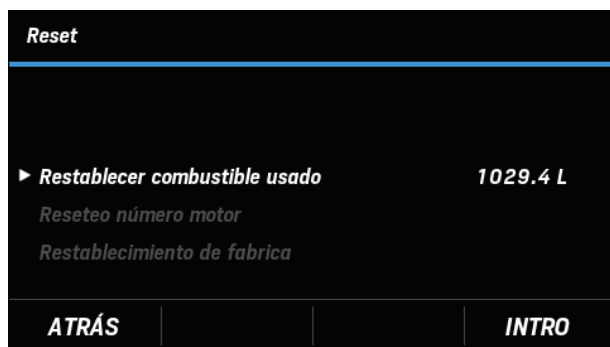 Reset
Restablecer combustible usado 1029.4 L
Reseteo número motor
Restablecimiento de fabrica
ATRÁS INTRO